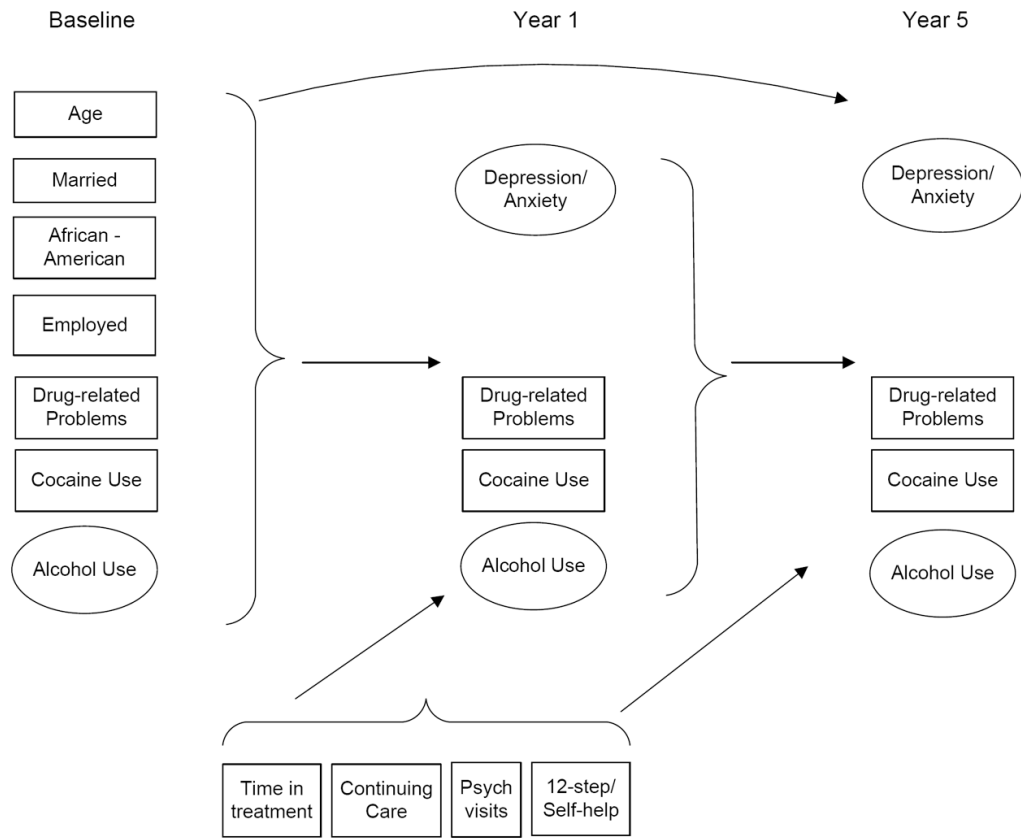 Baseline
Year 1
Year 5
Age
Married
African -
American
Employed
Drug-related
Problems
Cocaine Use
Alcohol Use
Depression/
Anxiety
Drug-related
Problems
Cocaine Use
Alcohol Use
Depression/
Anxiety
Drug-related
Problems
Cocaine Use
Alcohol Use
Time in
treatment
Continuing
Care
Psych
visits
12-step/
Self-help